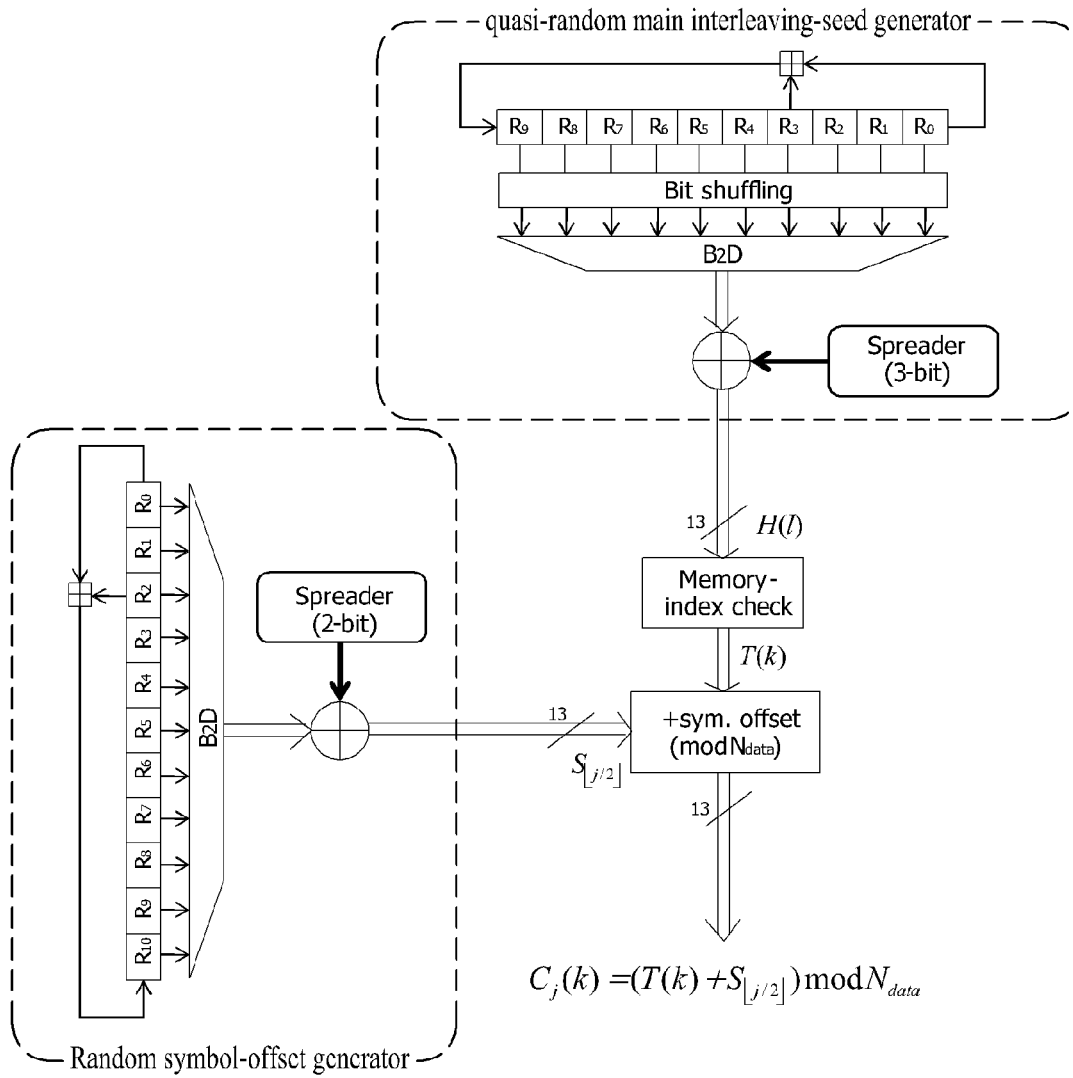 quasi-random main interleaving-seed generator
R9 R8 R7 R6 R5 R4 R3 R2 R1 R0
Bit shuffling
B2D
Spreader
(3-bit)
13 H(l)
Memory-
index check
T(k)
R0
R1
R2
R3
R4
R5
R6
R7
R8
R9
R10
B2D
Spreader
(2-bit)
13
S⌊j/2⌋
+sym. offset
(modNdata)
13
Cj(k) =(T(k) +S⌊j/2⌋) modNdata
Random symbol-offset generator